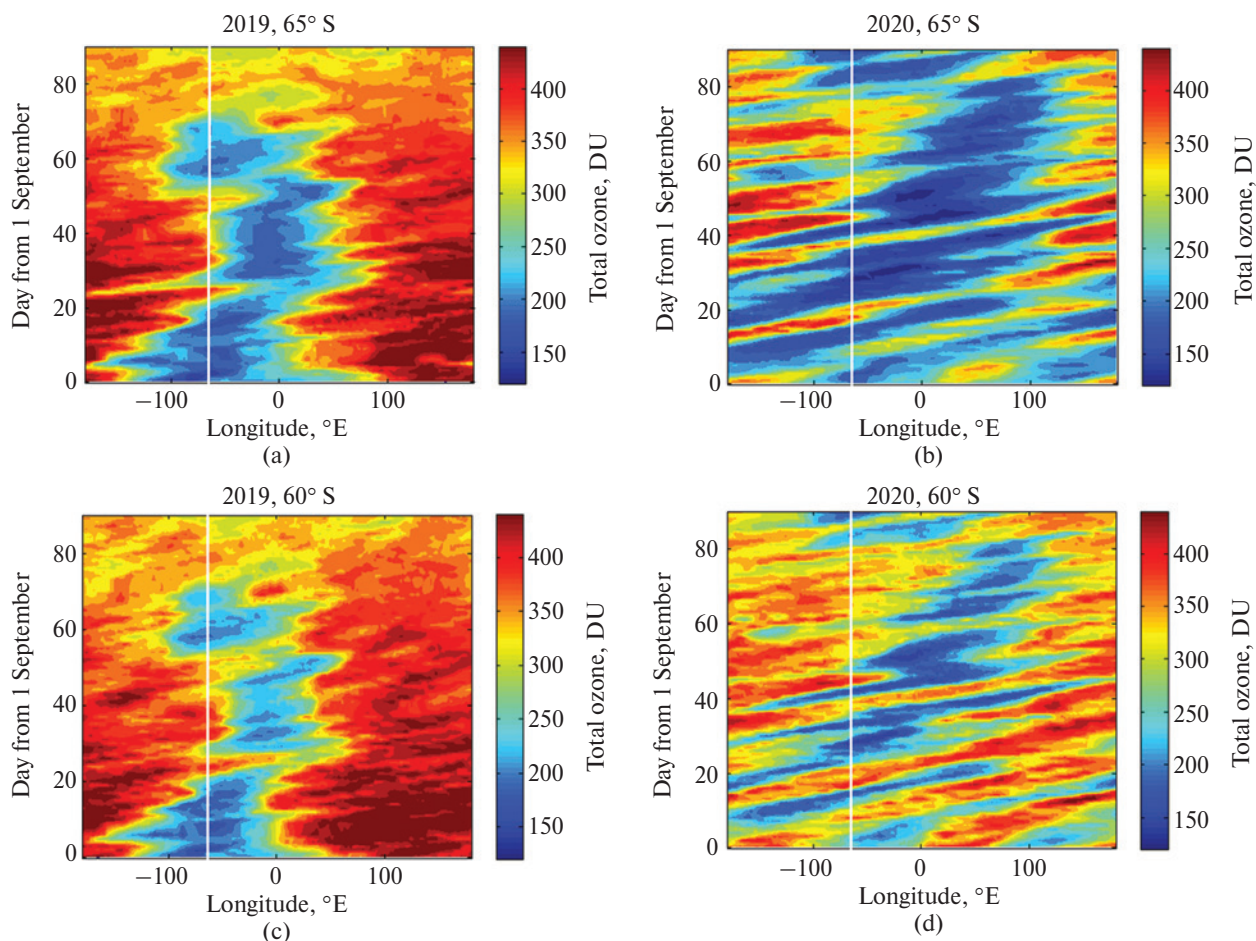 2019, 65° S
Day from 1 September
80
60
40
20
0
−100
0
100
Longitude, °E
(a)
400
350
300
250
200
150
Total ozone, DU
2020, 65° S
Day from 1 September
80
60
40
20
0
−100
0
100
Longitude, °E
(b)
400
350
300
250
200
150
Total ozone, DU
2019, 60° S
Day from 1 September
80
60
40
20
0
−100
0
100
Longitude, °E
(c)
400
350
300
250
200
150
Total ozone, DU
2020, 60° S
Day from 1 September
80
60
40
20
0
−100
0
100
Longitude, °E
(d)
400
350
300
250
200
150
Total ozone, DU